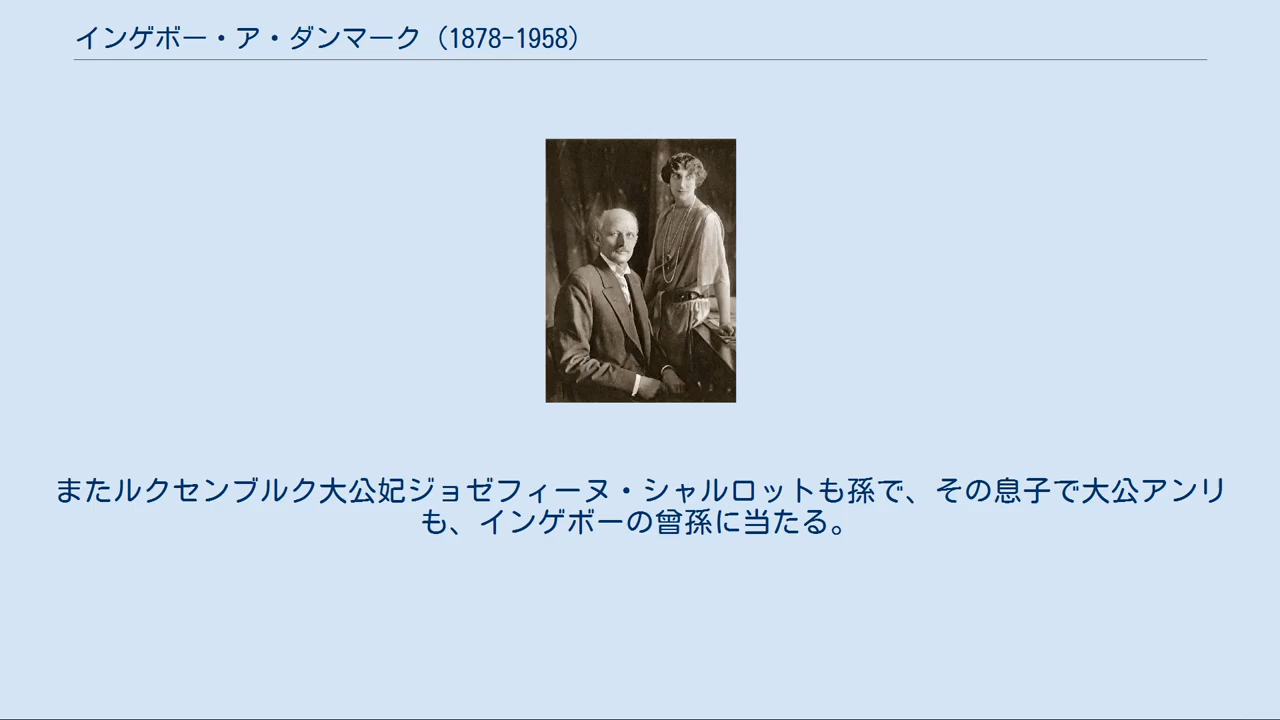 インゲボー・ア・ダンマーク（1878-1958）
またルクセンブルク大公妃ジョゼフィーヌ・シャルロットも孫で、その息子で大公アンリ
も、インゲボーの曾孫に当たる。